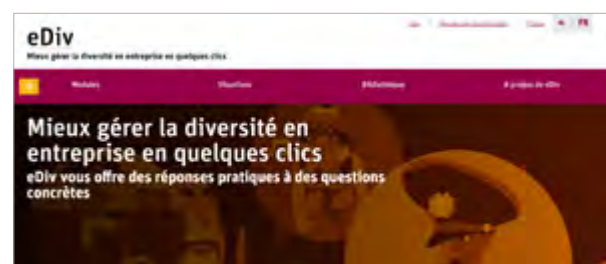 eDiv
Mieux gérer la diversité en entreprise en quelques clics
FR
Modules
Situations
Bibliothèque
A propos de eDiv
Mieux gérer la diversité en
entreprise en quelques clics
eDiv vous offre des réponses pratiques à des questions
concrètes